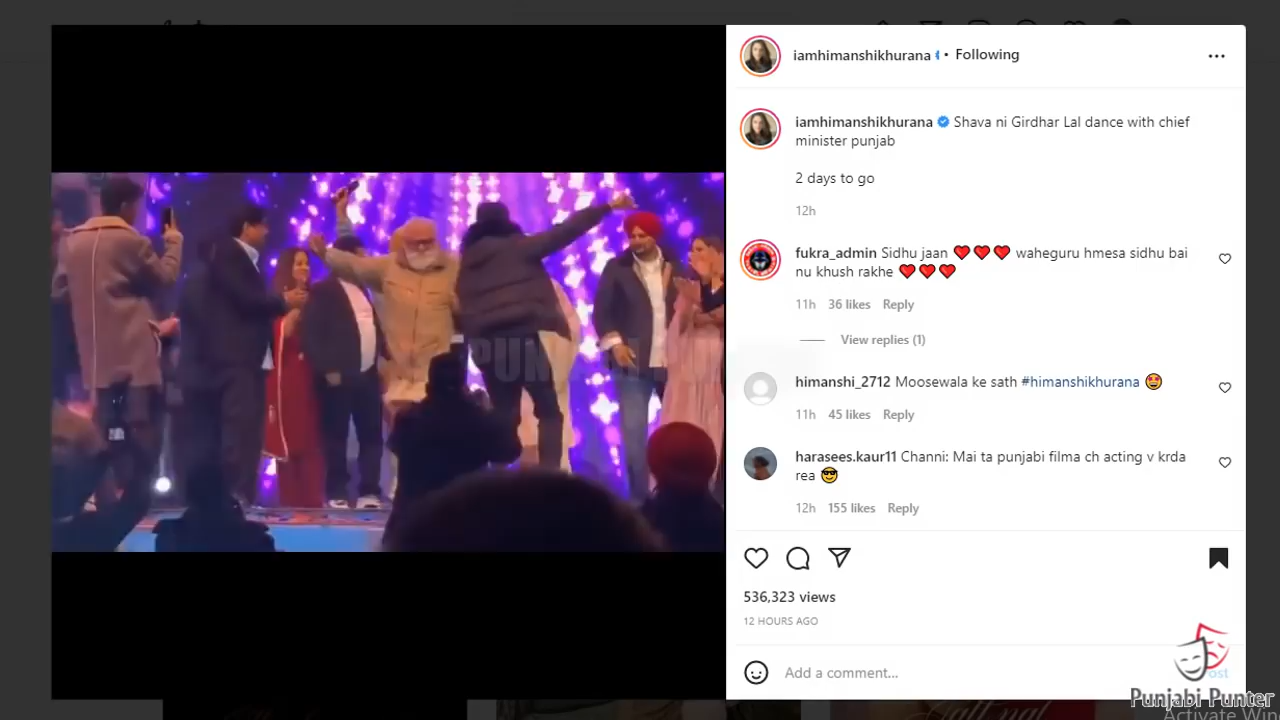 iamhimanshikhurana • Following
iamhimanshikhurana Shava ni Girdhar Lal dance with chief
minister punjab
2 days to go
12h
fukra_admin Sidhu jaan ❤❤❤ waheguru hmesa sidhu bai
nu khush rakhe ❤❤❤
11h 36 likes Reply
View replies (1)
himanshi_2712 Moosewala ke sath #himanshikhurana 😍
11h 45 likes Reply
harasees.kaur11 Channi: Mai ta punjabi filma ch acting v krda
rea 😎
12h 155 likes Reply
536,323 views
12 HOURS AGO
Add a comment...
Punjabi Punter
Activate Win